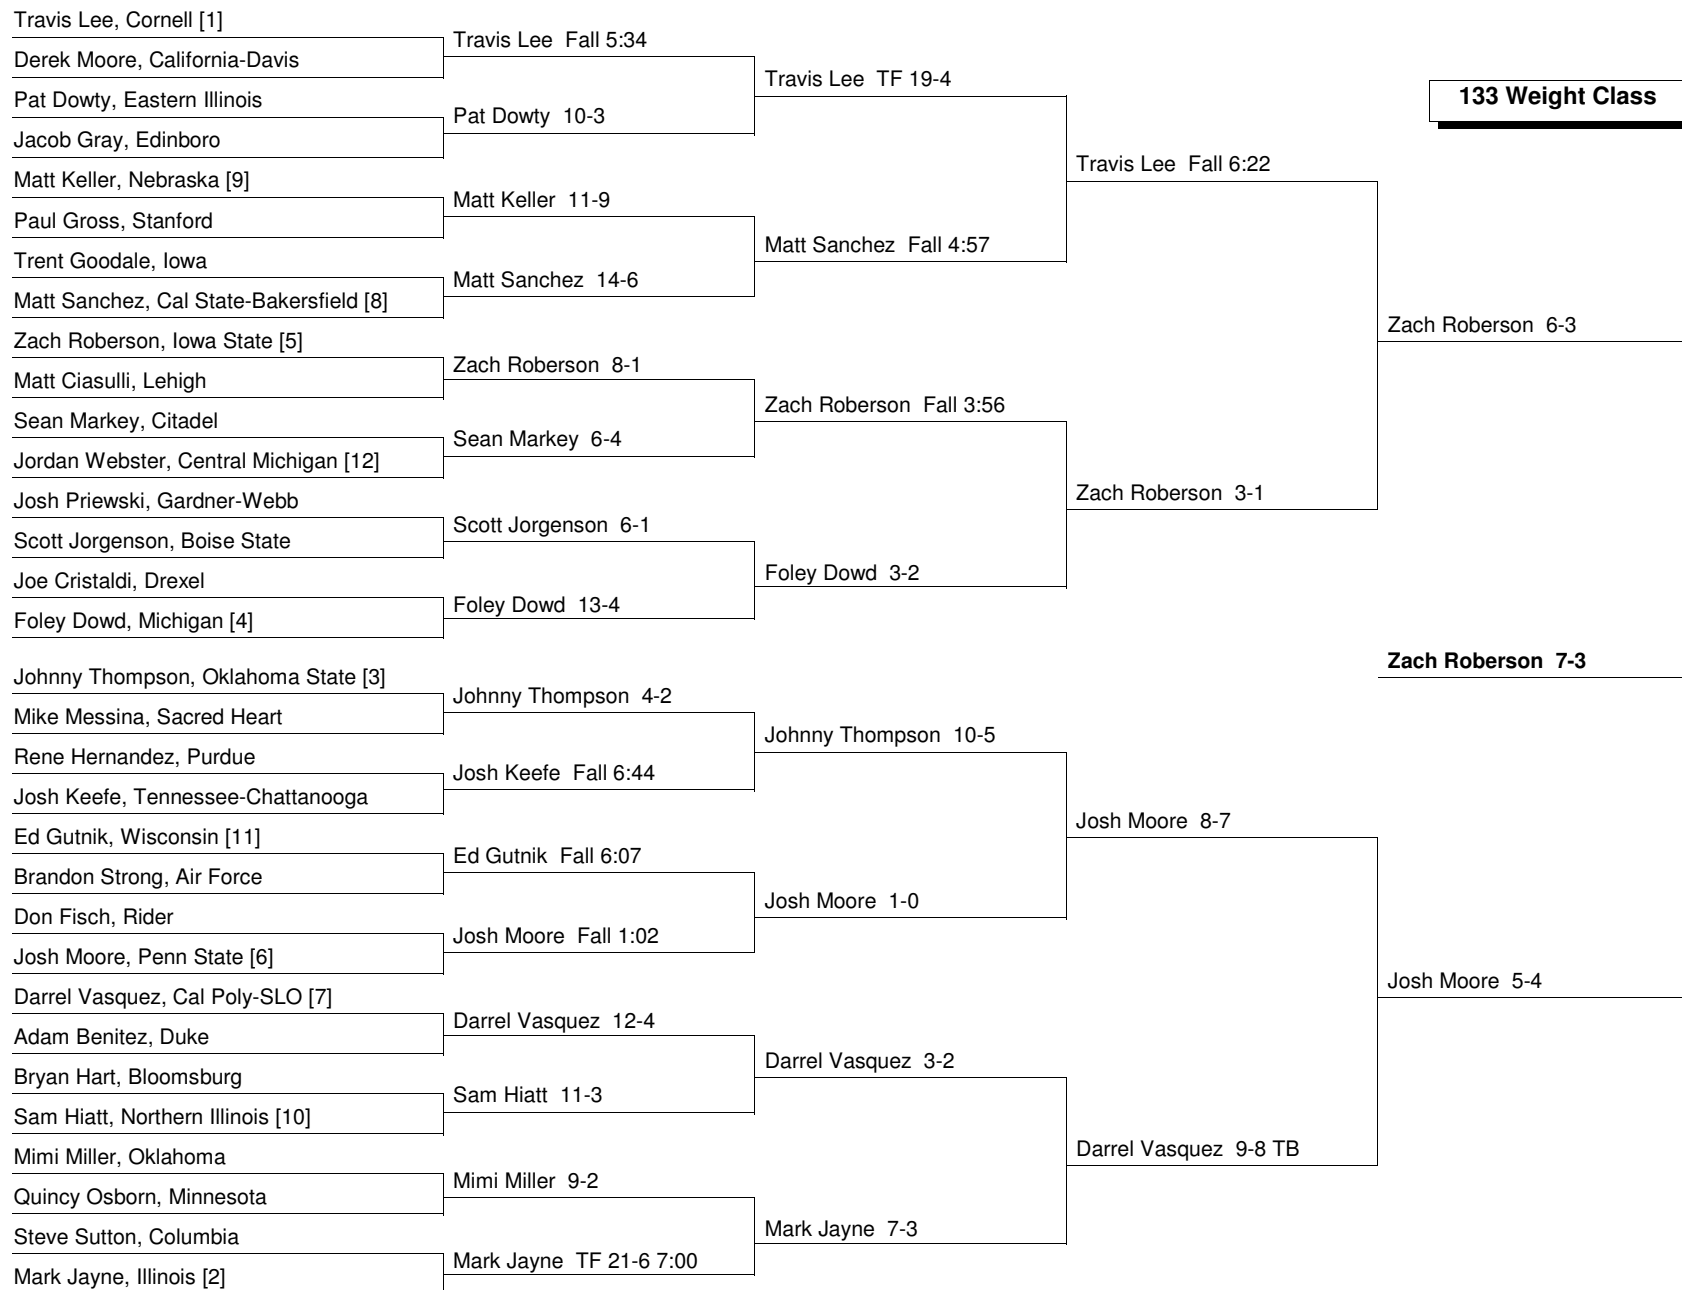 Travis Lee, Cornell [1]
Derek Moore, California-Davis
Pat Dowty, Eastern Illinois
Jacob Gray, Edinboro
Matt Keller, Nebraska [9]
Paul Gross, Stanford
Trent Goodale, Iowa
Matt Sanchez, Cal State-Bakersfield [8]
Zach Roberson, Iowa State [5]
Matt Ciasulli, Lehigh
Sean Markey, Citadel
Jordan Webster, Central Michigan [12]
Josh Priewski, Gardner-Webb
Scott Jorgenson, Boise State
Joe Cristaldi, Drexel
Foley Dowd, Michigan [4]
Johnny Thompson, Oklahoma State [3]
Mike Messina, Sacred Heart
Rene Hernandez, Purdue
Josh Keefe, Tennessee-Chattanooga
Ed Gutnik, Wisconsin [11]
Brandon Strong, Air Force
Don Fisch, Rider
Josh Moore, Penn State [6]
Darrel Vasquez, Cal Poly-SLO [7]
Adam Benitez, Duke
Bryan Hart, Bloomsburg
Sam Hiatt, Northern Illinois [10]
Mimi Miller, Oklahoma
Quincy Osborn, Minnesota
Steve Sutton, Columbia
Mark Jayne, Illinois [2]
Travis Lee Fall 5:34
Pat Dowty 10-3
Matt Keller 11-9
Matt Sanchez 14-6
Zach Roberson 8-1
Sean Markey 6-4
Scott Jorgenson 6-1
Foley Dowd 13-4
Johnny Thompson 4-2
Josh Keefe Fall 6:44
Ed Gutnik Fall 6:07
Josh Moore Fall 1:02
Darrel Vasquez 12-4
Sam Hiatt 11-3
Mimi Miller 9-2
Mark Jayne TF 21-6 7:00
Travis Lee TF 19-4
Matt Sanchez Fall 4:57
Zach Roberson Fall 3:56
Foley Dowd 3-2
Johnny Thompson 10-5
Josh Moore 1-0
Darrel Vasquez 3-2
Mark Jayne 7-3
Travis Lee Fall 6:22
Zach Roberson 3-1
Josh Moore 8-7
Darrel Vasquez 9-8 TB
133 Weight Class
Zach Roberson 6-3
Zach Roberson 7-3
Josh Moore 5-4